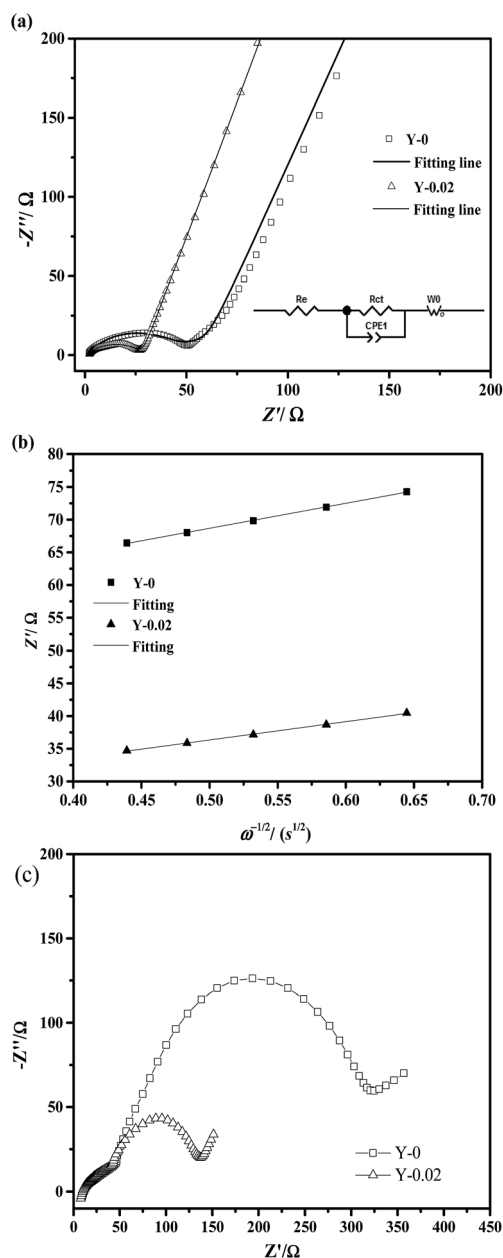 (a)
200
150
100
50
0
-Z''/ Ω
Y-0
Fitting line
Y-0.02
Fitting line
Re
Rct
CPE1
W0
0 50 100 150 200
Z'/ Ω
(b)
80
75
70
65
60
55
50
45
40
35
30
Z'/ Ω
Y-0
Fitting
Y-0.02
Fitting
0.40 0.45 0.50 0.55 0.60 0.65 0.70
ω-1/2/ (s1/2)
(c)
200
150
100
50
0
-Z''/Ω
Y-0
Y-0.02
0 50 100 150 200 250 300 350 400 450
Z'/Ω